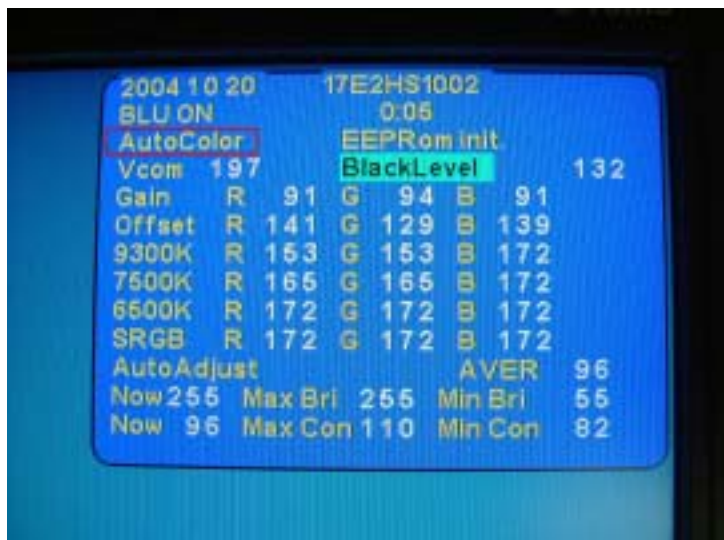 2004 10 20 17E2HS1002
BLU ON 0:05
AutoColor EEPRom init
Vcom 197 BlackLevel 132
Gain R 91 G 94 B 91
Offset R 141 G 129 B 139
9300K R 153 G 153 B 172
7500K R 165 G 165 B 172
6500K R 172 G 172 B 172
SRGB R 172 G 172 B 172
AutoAdjust AVER 96
Now 255 Max Bri 255 Min Bri 55
Now 96 Max Con 110 Min Con 82